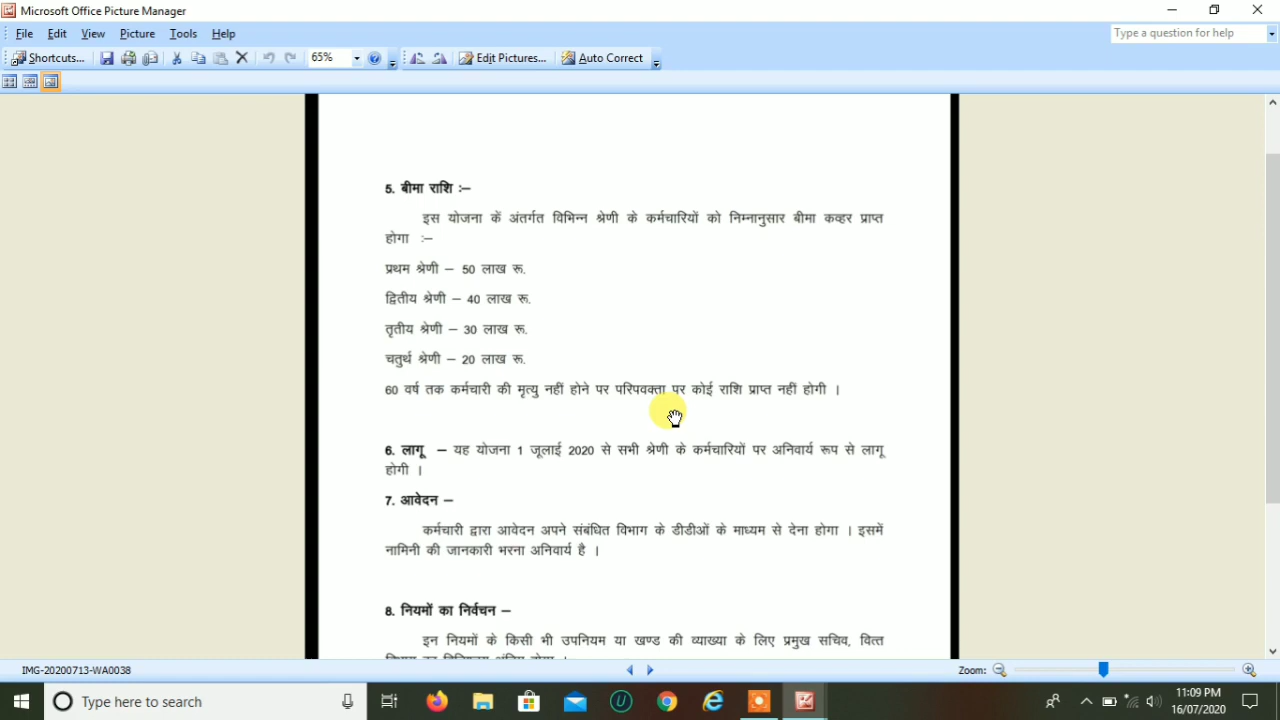 Microsoft Office Picture Manager
File Edit View Picture Tools Help
Type a question for help
Shortcuts... 65% Edit Pictures... Auto Correct
5. बीमा राशि :–
इस योजना कें अंतर्गत विभिन्न श्रेणी के कर्मचारियों को निम्नानुसार बीमा कव्हर प्राप्त
होगा :–
प्रथम श्रेणी – 50 लाख रू.
द्वितीय श्रेणी – 40 लाख रू.
तृतीय श्रेणी – 30 लाख रू.
चतुर्थ श्रेणी – 20 लाख रू.
60 वर्ष तक कर्मचारी की मृत्यु नहीं होने पर परिपवक्ता पर कोई राशि प्राप्त नहीं होगी ।
6. लागू – यह योजना 1 जूलाई 2020 से सभी श्रेणी के कर्मचारियों पर अनिवार्य रूप से लागू
होगी ।
7. आवेदन –
कर्मचारी द्वारा आवेदन अपने संबंधित विभाग के डीडीओं के माध्यम से देना होगा । इसमें
नामिनी की जानकारी भरना अनिवार्य है ।
8. नियमों का निर्वचन –
इन नियमों के किसी भी उपनियम या खण्ड की व्याख्या के लिए प्रमुख सचिव, वित्त
IMG-20200713-WA0038
Zoom:
Type here to search
11:09 PM
16/07/2020